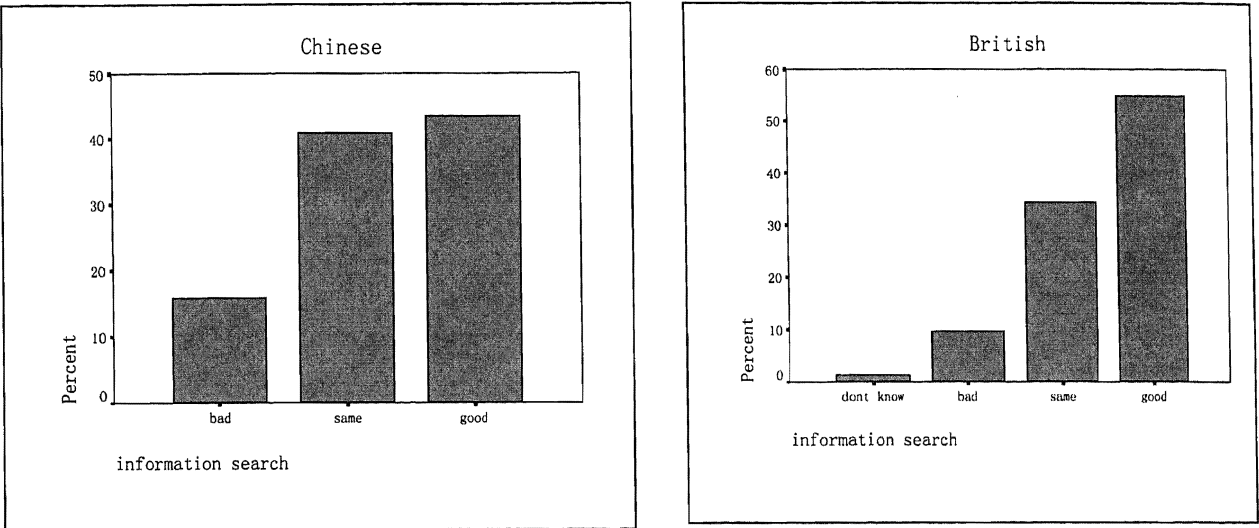 Chinese
50
40
30
20
10
0
Percent
bad same good
information search
British
60
50
40
30
20
10
0
Percent
dont know bad same good
information search